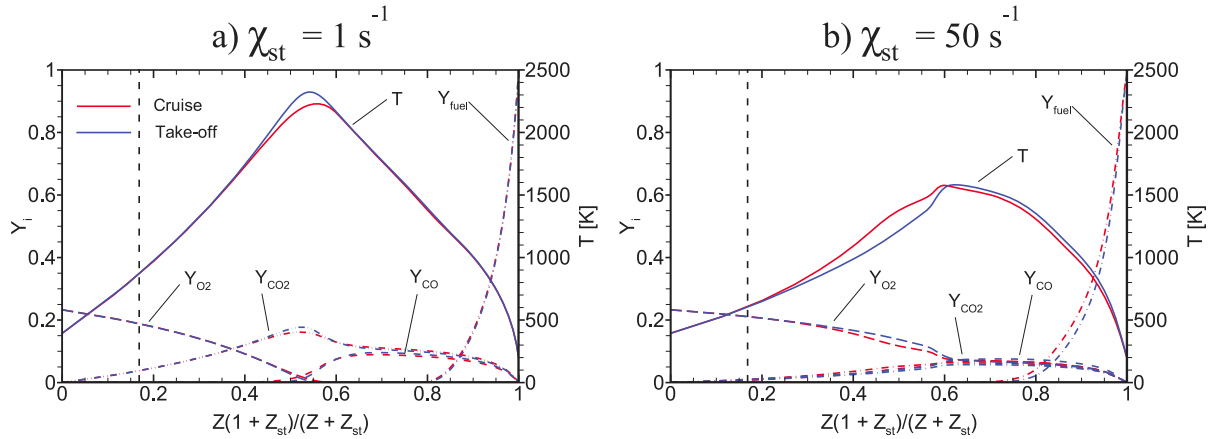 a) χst = 1 s-1
1
0.8
0.6
0.4
0.2
0
Yi
2500
2000
1500
1000
500
0
T [K]
Cruise
Take-off
T
Yfuel
YO2
YCO2
YCO
0 0.2 0.4 0.6 0.8 1
Z(1 + Zst)/(Z + Zst)
b) χst = 50 s-1
1
0.8
0.6
0.4
0.2
0
Yi
2500
2000
1500
1000
500
0
T [K]
Yfuel
T
YO2
YCO2
YCO
0 0.2 0.4 0.6 0.8 1
Z(1 + Zst)/(Z + Zst)